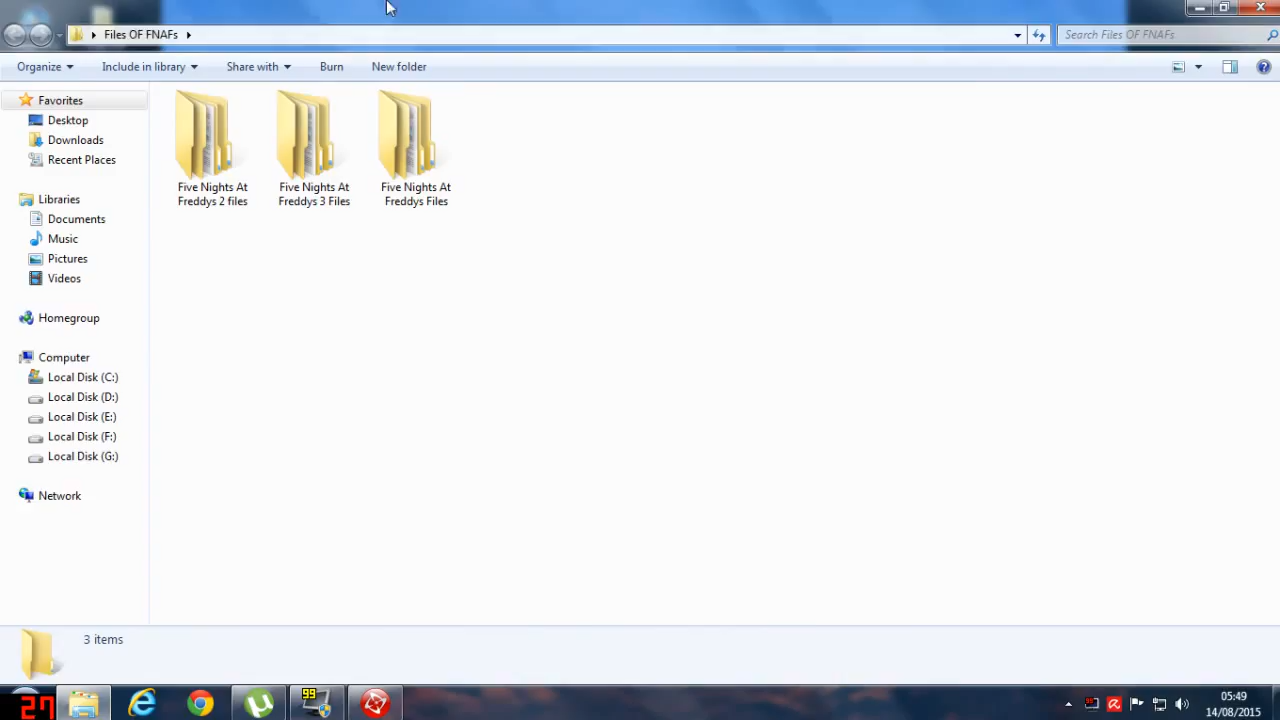 Files OF FNAFs
Search Files OF FNAFs
Organize
Include in library
Share with
Burn
New folder
Favorites
Desktop
Downloads
Recent Places
Libraries
Documents
Music
Pictures
Videos
Homegroup
Computer
Local Disk (C:)
Local Disk (D:)
Local Disk (E:)
Local Disk (F:)
Local Disk (G:)
Network
Five Nights At
Freddys 2 files
Five Nights At
Freddys 3 Files
Five Nights At
Freddys Files
3 items
27
99
05:49
14/08/2015